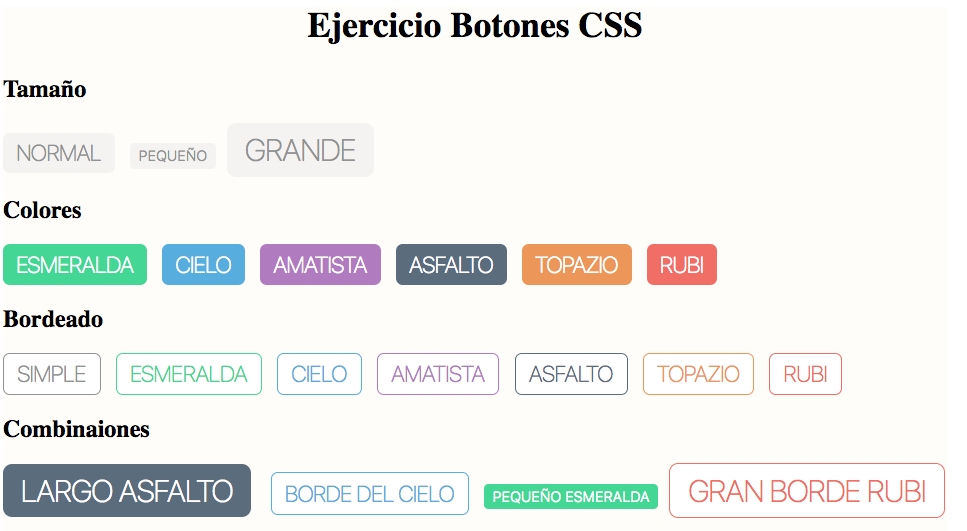 Ejercicio Botones CSS
Tamaño
NORMAL PEQUEÑO GRANDE
Colores
ESMERALDA CIELO AMATISTA ASFALTO TOPAZIO RUBI
Bordeado
SIMPLE ESMERALDA CIELO AMATISTA ASFALTO TOPAZIO RUBI
Combinaiones
LARGO ASFALTO BORDE DEL CIELO PEQUEÑO ESMERALDA GRAN BORDE RUBI